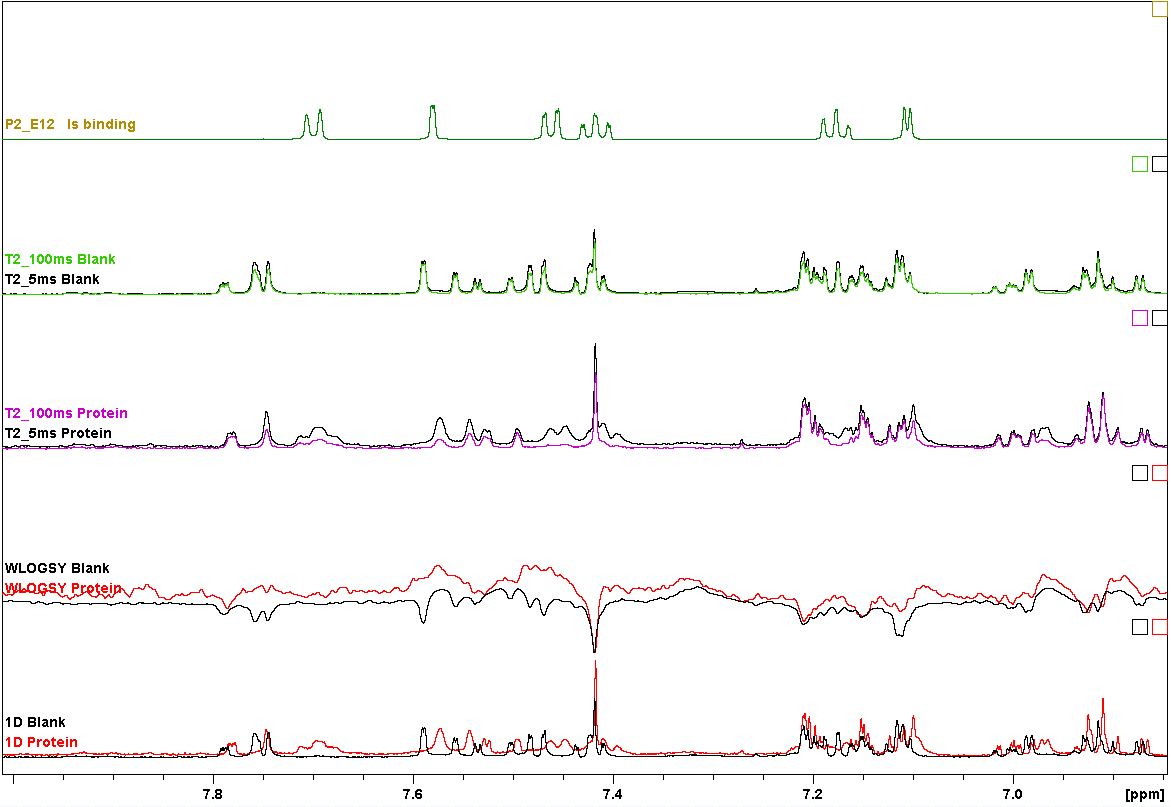 P2_E12 Is binding
T2_100ms Blank
T2_5ms Blank
T2_100ms Protein
T2_5ms Protein
WLOGSY Blank
WLOGSY Protein
1D Blank
1D Protein
7.8 7.6 7.4 7.2 7.0 [ppm]